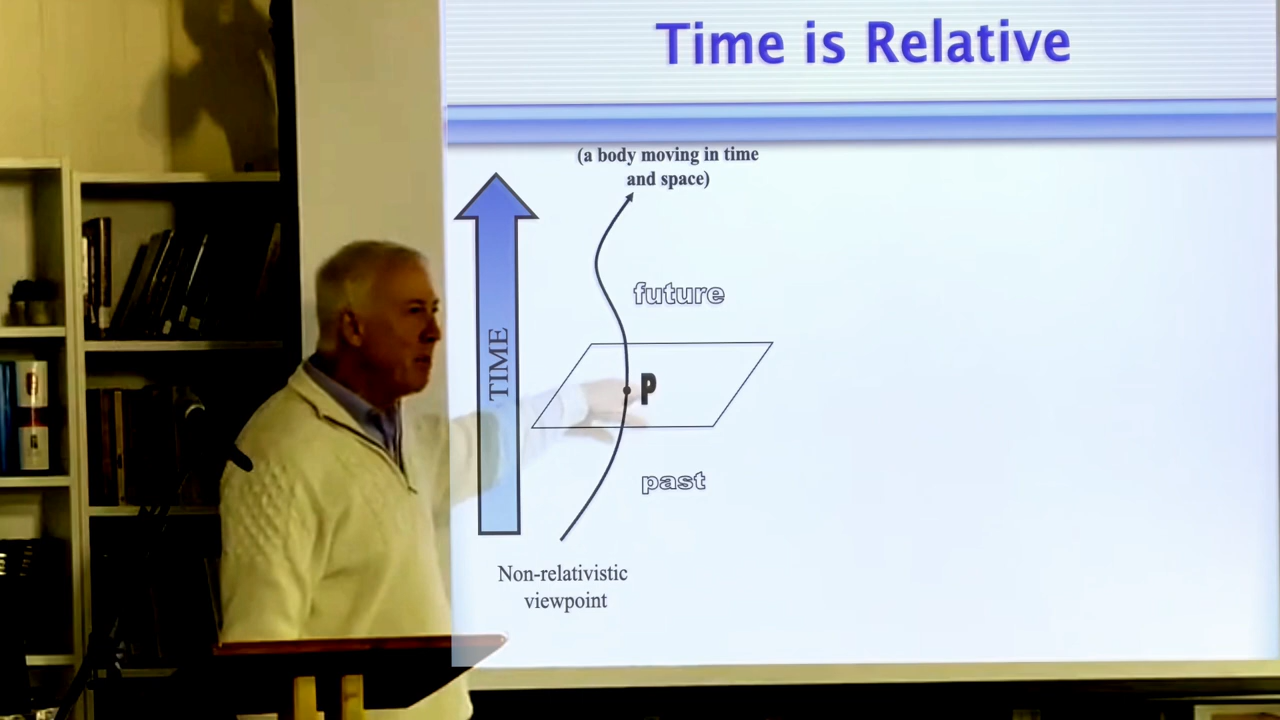 Time is Relative
(a body moving in time
and space)
future
TIME
P
past
Non-relativistic
viewpoint